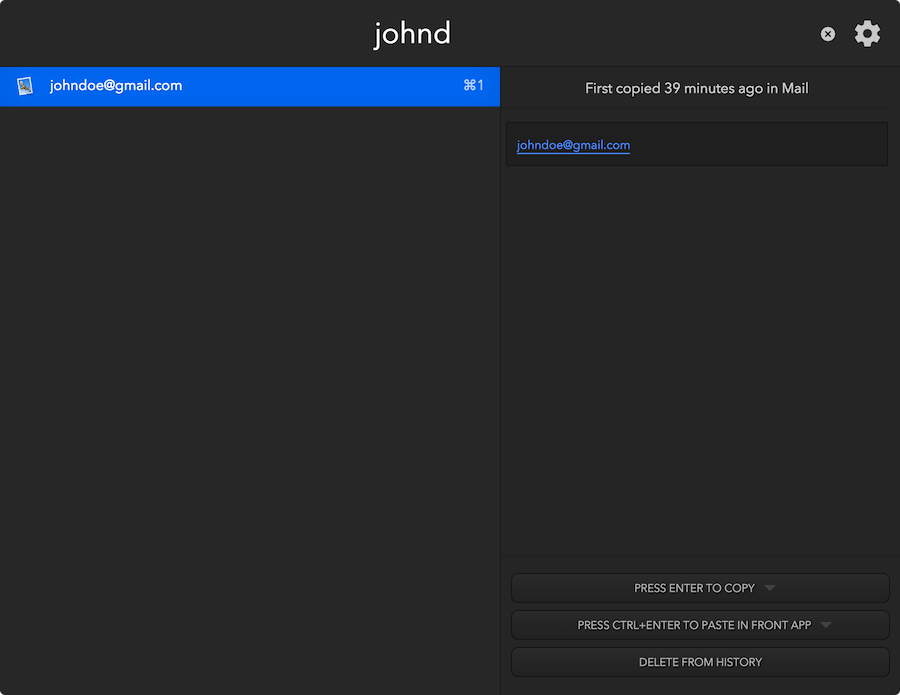 johnd
johndoe@gmail.com ⌘1
First copied 39 minutes ago in Mail
johndoe@gmail.com
PRESS ENTER TO COPY
PRESS CTRL+ENTER TO PASTE IN FRONT APP
DELETE FROM HISTORY